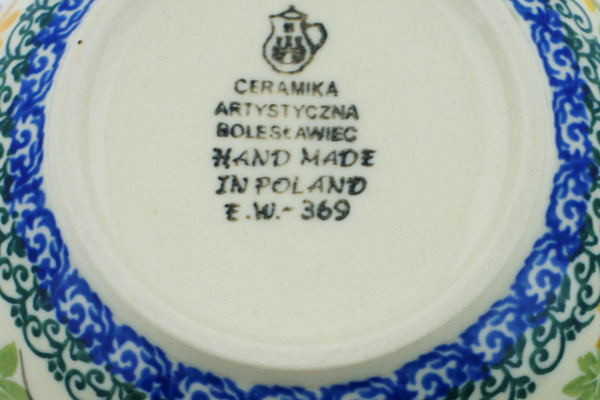 CERAMIKA
ARTYSTYCZNA
BOLESŁAWIEC
HAND MADE
IN POLAND
E.W.-369